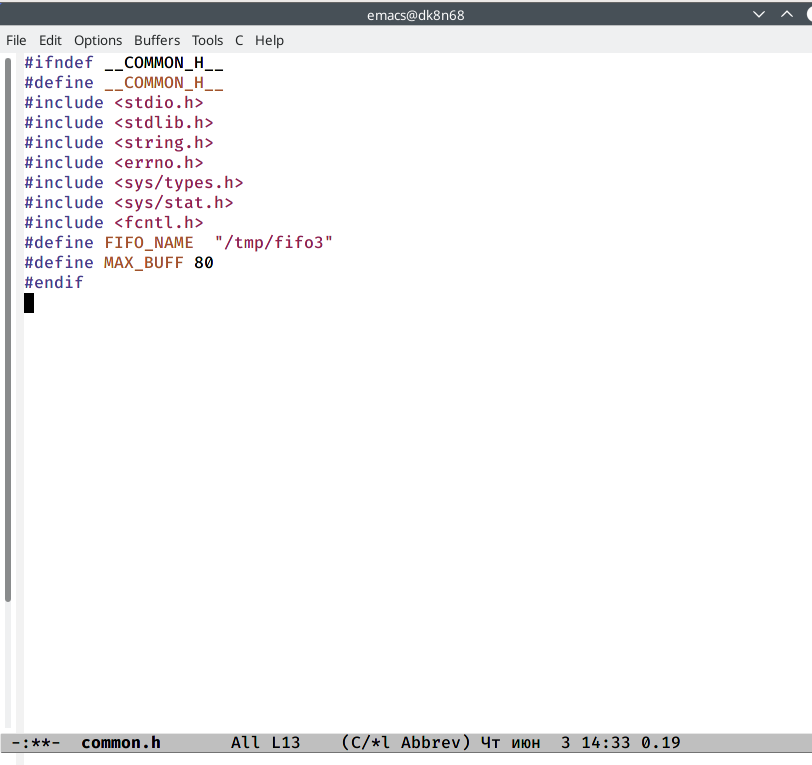 emacs@dk8n68
File Edit Options Buffers Tools C Help
#ifndef __COMMON_H__
#define __COMMON_H__
#include <stdio.h>
#include <stdlib.h>
#include <string.h>
#include <errno.h>
#include <sys/types.h>
#include <sys/stat.h>
#include <fcntl.h>
#define FIFO_NAME  "/tmp/fifo3"
#define MAX_BUFF 80
#endif
-:**-  common.h       All L13    (C/*l Abbrev) Чт июн  3 14:33 0.19